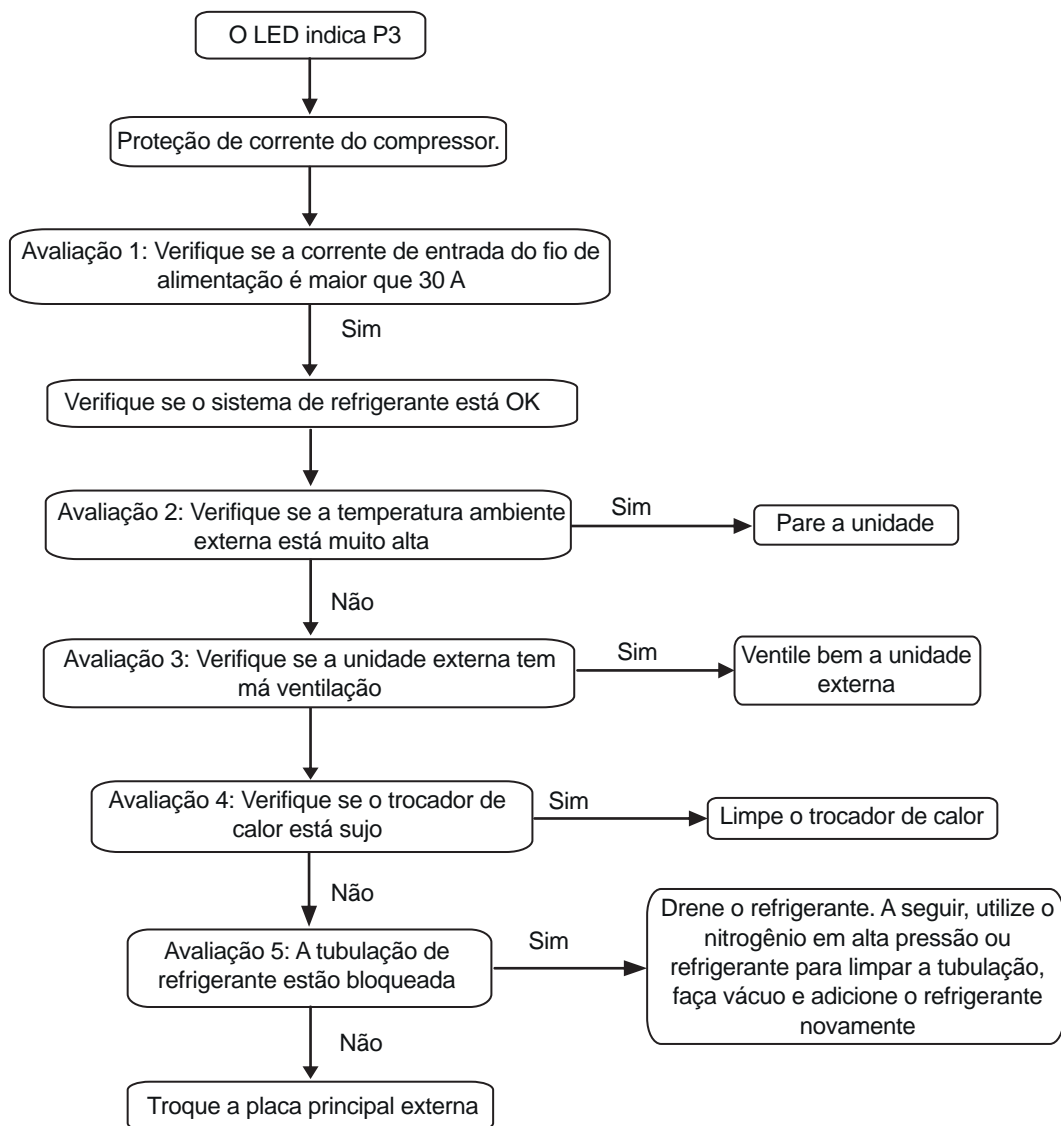 O LED indica P3
Proteção de corrente do compressor.
Avaliação 1: Verifique se a corrente de entrada do fio de
alimentação é maior que 30 A
Sim
Verifique se o sistema de refrigerante está OK
Avaliação 2: Verifique se a temperatura ambiente
externa está muito alta
Sim
Pare a unidade
Não
Avaliação 3: Verifique se a unidade externa tem
má ventilação
Sim
Ventile bem a unidade
externa
Avaliação 4: Verifique se o trocador de
calor está sujo
Sim
Limpe o trocador de calor
Não
Avaliação 5: A tubulação de
refrigerante estão bloqueada
Sim
Drene o refrigerante. A seguir, utilize o
nitrogênio em alta pressão ou
refrigerante para limpar a tubulação,
faça vácuo e adicione o refrigerante
novamente
Não
Troque a placa principal externa